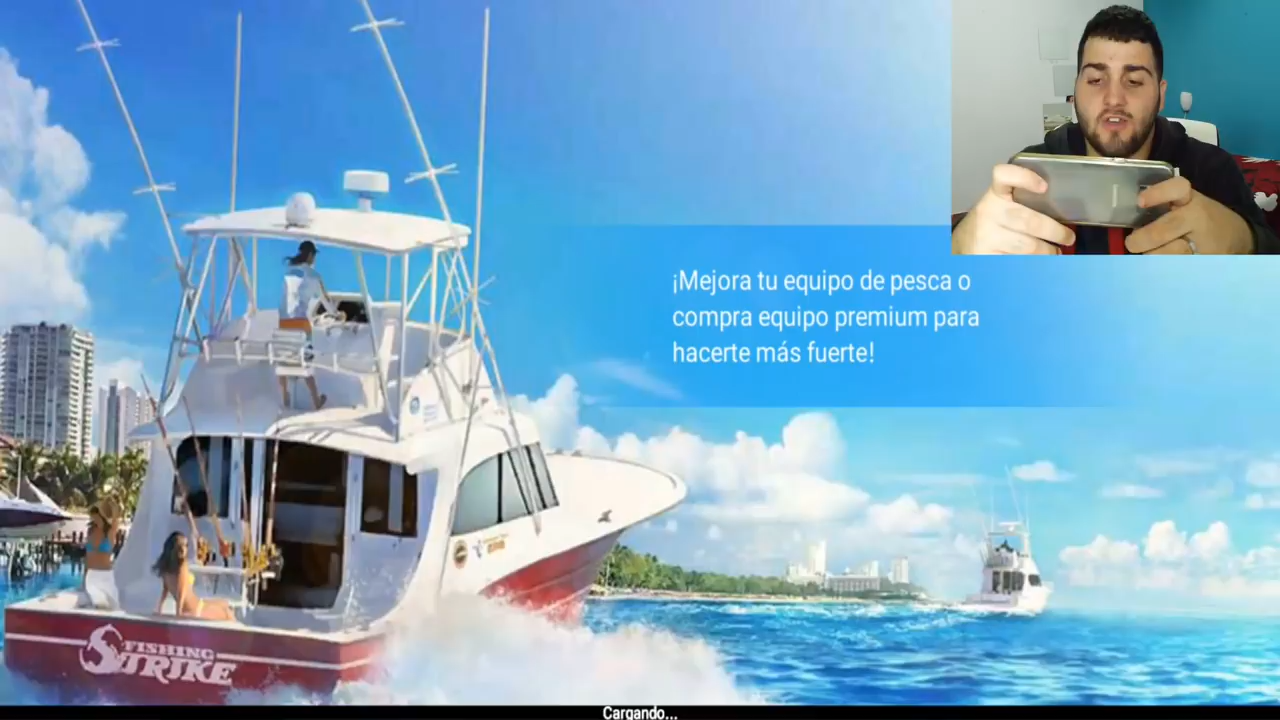 ¡Mejora tu equipo de pesca o
compra equipo premium para
hacerte más fuerte!
FISHING
STRIKE
Cargando...